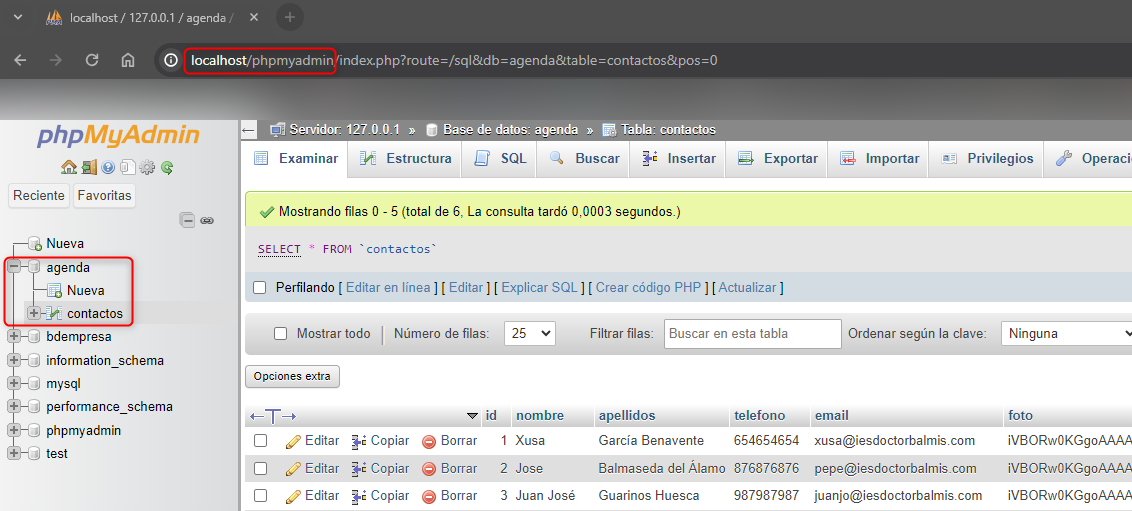 localhost / 127.0.0.1 / agenda /
localhost/phpmyadmin/index.php?route=/sql&db=agenda&table=contactos&pos=0
phpMyAdmin
Reciente Favoritas
Nueva
agenda
Nueva
contactos
bdempresa
information_schema
mysql
performance_schema
phpmyadmin
test
Servidor: 127.0.0.1 » Base de datos: agenda » Tabla: contactos
Examinar Estructura SQL Buscar Insertar Exportar Importar Privilegios Operaci
Mostrando filas 0 - 5 (total de 6, La consulta tardó 0,0003 segundos.)
SELECT * FROM `contactos`
Perfilando [ Editar en línea ] [ Editar ] [ Explicar SQL ] [ Crear código PHP ] [ Actualizar ]
Mostrar todo Número de filas: 25 Filtrar filas: Buscar en esta tabla Ordenar según la clave: Ninguna
Opciones extra
id nombre apellidos telefono email foto
Editar Copiar Borrar 1 Xusa García Benavente 654654654 xusa@iesdoctorbalmis.com iVBORw0KGgoAAAA
Editar Copiar Borrar 2 Jose Balmaseda del Álamo 876876876 pepe@iesdoctorbalmis.com iVBORw0KGgoAAAA
Editar Copiar Borrar 3 Juan José Guarinos Huesca 987987987 juanjo@iesdoctorbalmis.com iVBORw0KGgoAAAA